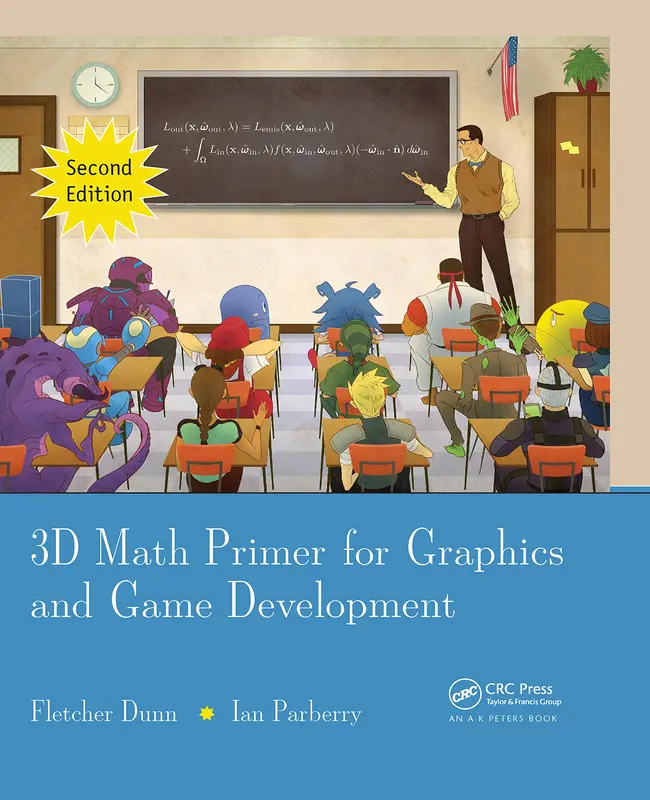 L_out(x, ω̂_out, λ) = L_emis(x, ω̂_out, λ)
+ ∫_Ω L_in(x, ω̂_in, λ)f(x, ω̂_in, ω̂_out, λ)(−ω̂_in · n̂) dω̂_in
Second
Edition
3D Math Primer for Graphics
and Game Development
Fletcher Dunn ✸ Ian Parberry
CRC CRC Press
Taylor & Francis Group
AN A K PETERS BOOK